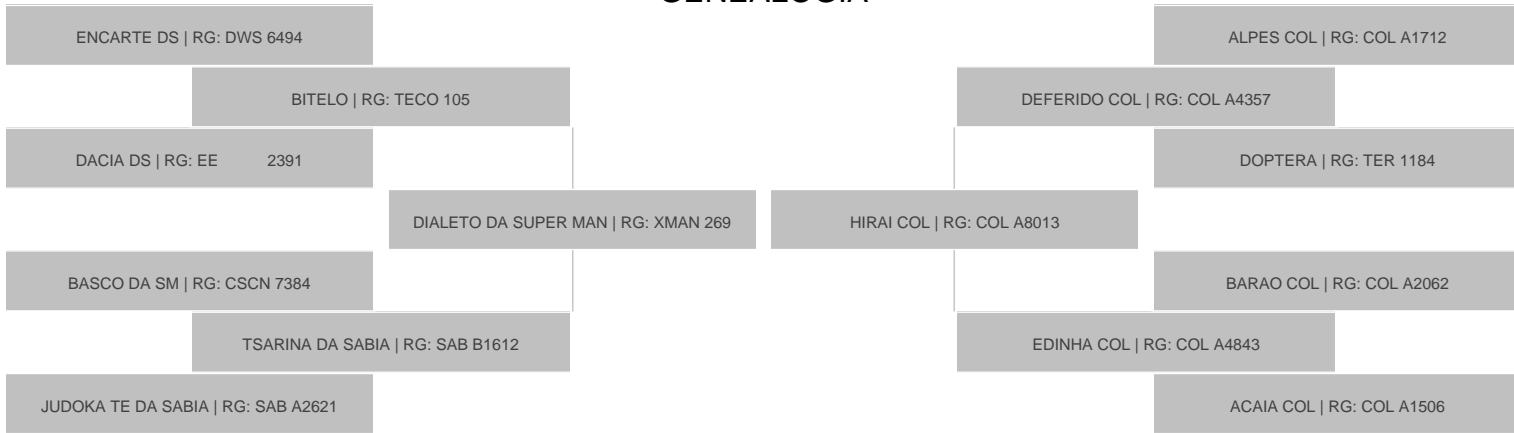 GENEALOGIA
ENCARTE DS | RG: DWS 6494
ALPES COL | RG: COL A1712
BITELO | RG: TECO 105
DEFERIDO COL | RG: COL A4357
DACIA DS | RG: EE 2391
DOPTERA | RG: TER 1184
DIALETO DA SUPER MAN | RG: XMAN 269
HIRAI COL | RG: COL A8013
BASCO DA SM | RG: CSCN 7384
BARAO COL | RG: COL A2062
TSARINA DA SABIA | RG: SAB B1612
EDINHA COL | RG: COL A4843
JUDOKA TE DA SABIA | RG: SAB A2621
ACAIA COL | RG: COL A1506